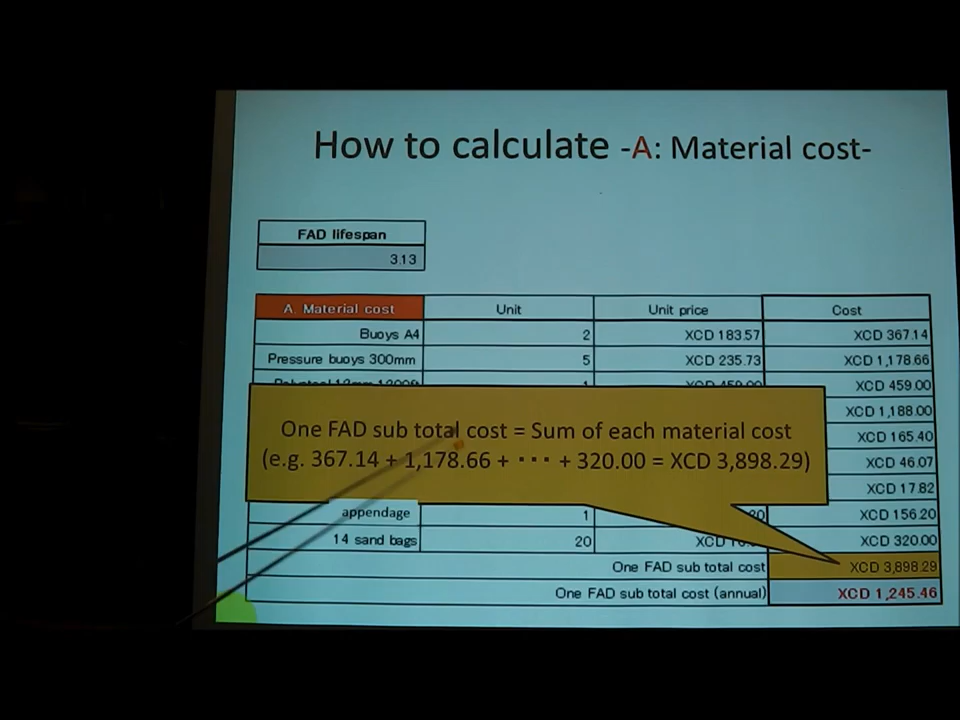 How to calculate -A: Material cost-
FAD lifespan
3.13
A. Material cost Unit Unit price Cost
Buoys A4 2 XCD 183.57 XCD 367.14
Pressure buoys 300mm 5 XCD 235.73 XCD 1,178.66
1 XCD 459.00 XCD 459.00
XCD 1,188.00
One FAD sub total cost = Sum of each material cost
XCD 165.40
(e.g. 367.14 + 1,178.66 + ··· + 320.00 = XCD 3,898.29)
XCD 46.07
XCD 17.82
appendage 1 XCD 156.20
14 sand bags 20 XCD XCD 320.00
One FAD sub total cost XCD 3,898.29
One FAD sub total cost (annual) XCD 1,245.46